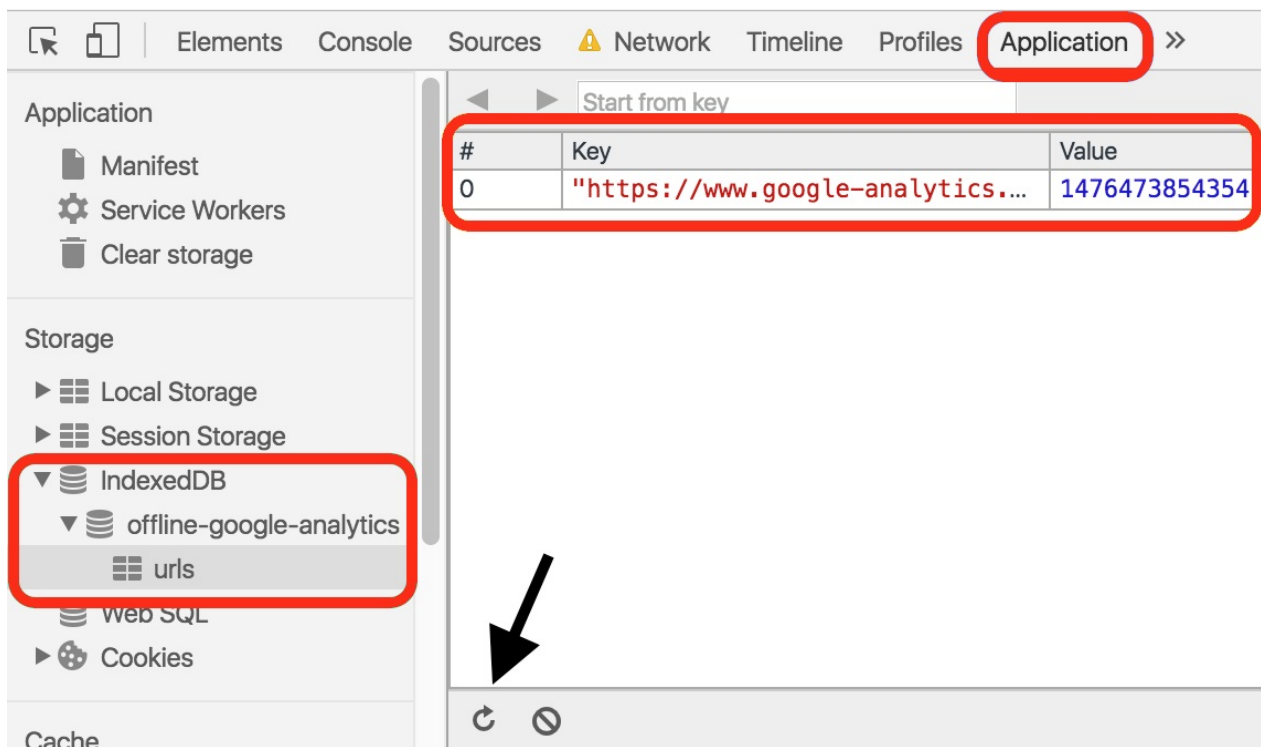 Elements Console Sources Network Timeline Profiles Application »
Application
Manifest
Service Workers
Clear storage
Storage
Local Storage
Session Storage
IndexedDB
offline-google-analytics
urls
Web SQL
Cookies
Cache
Start from key
# Key Value
0 "https://www.google-analytics.… 1476473854354